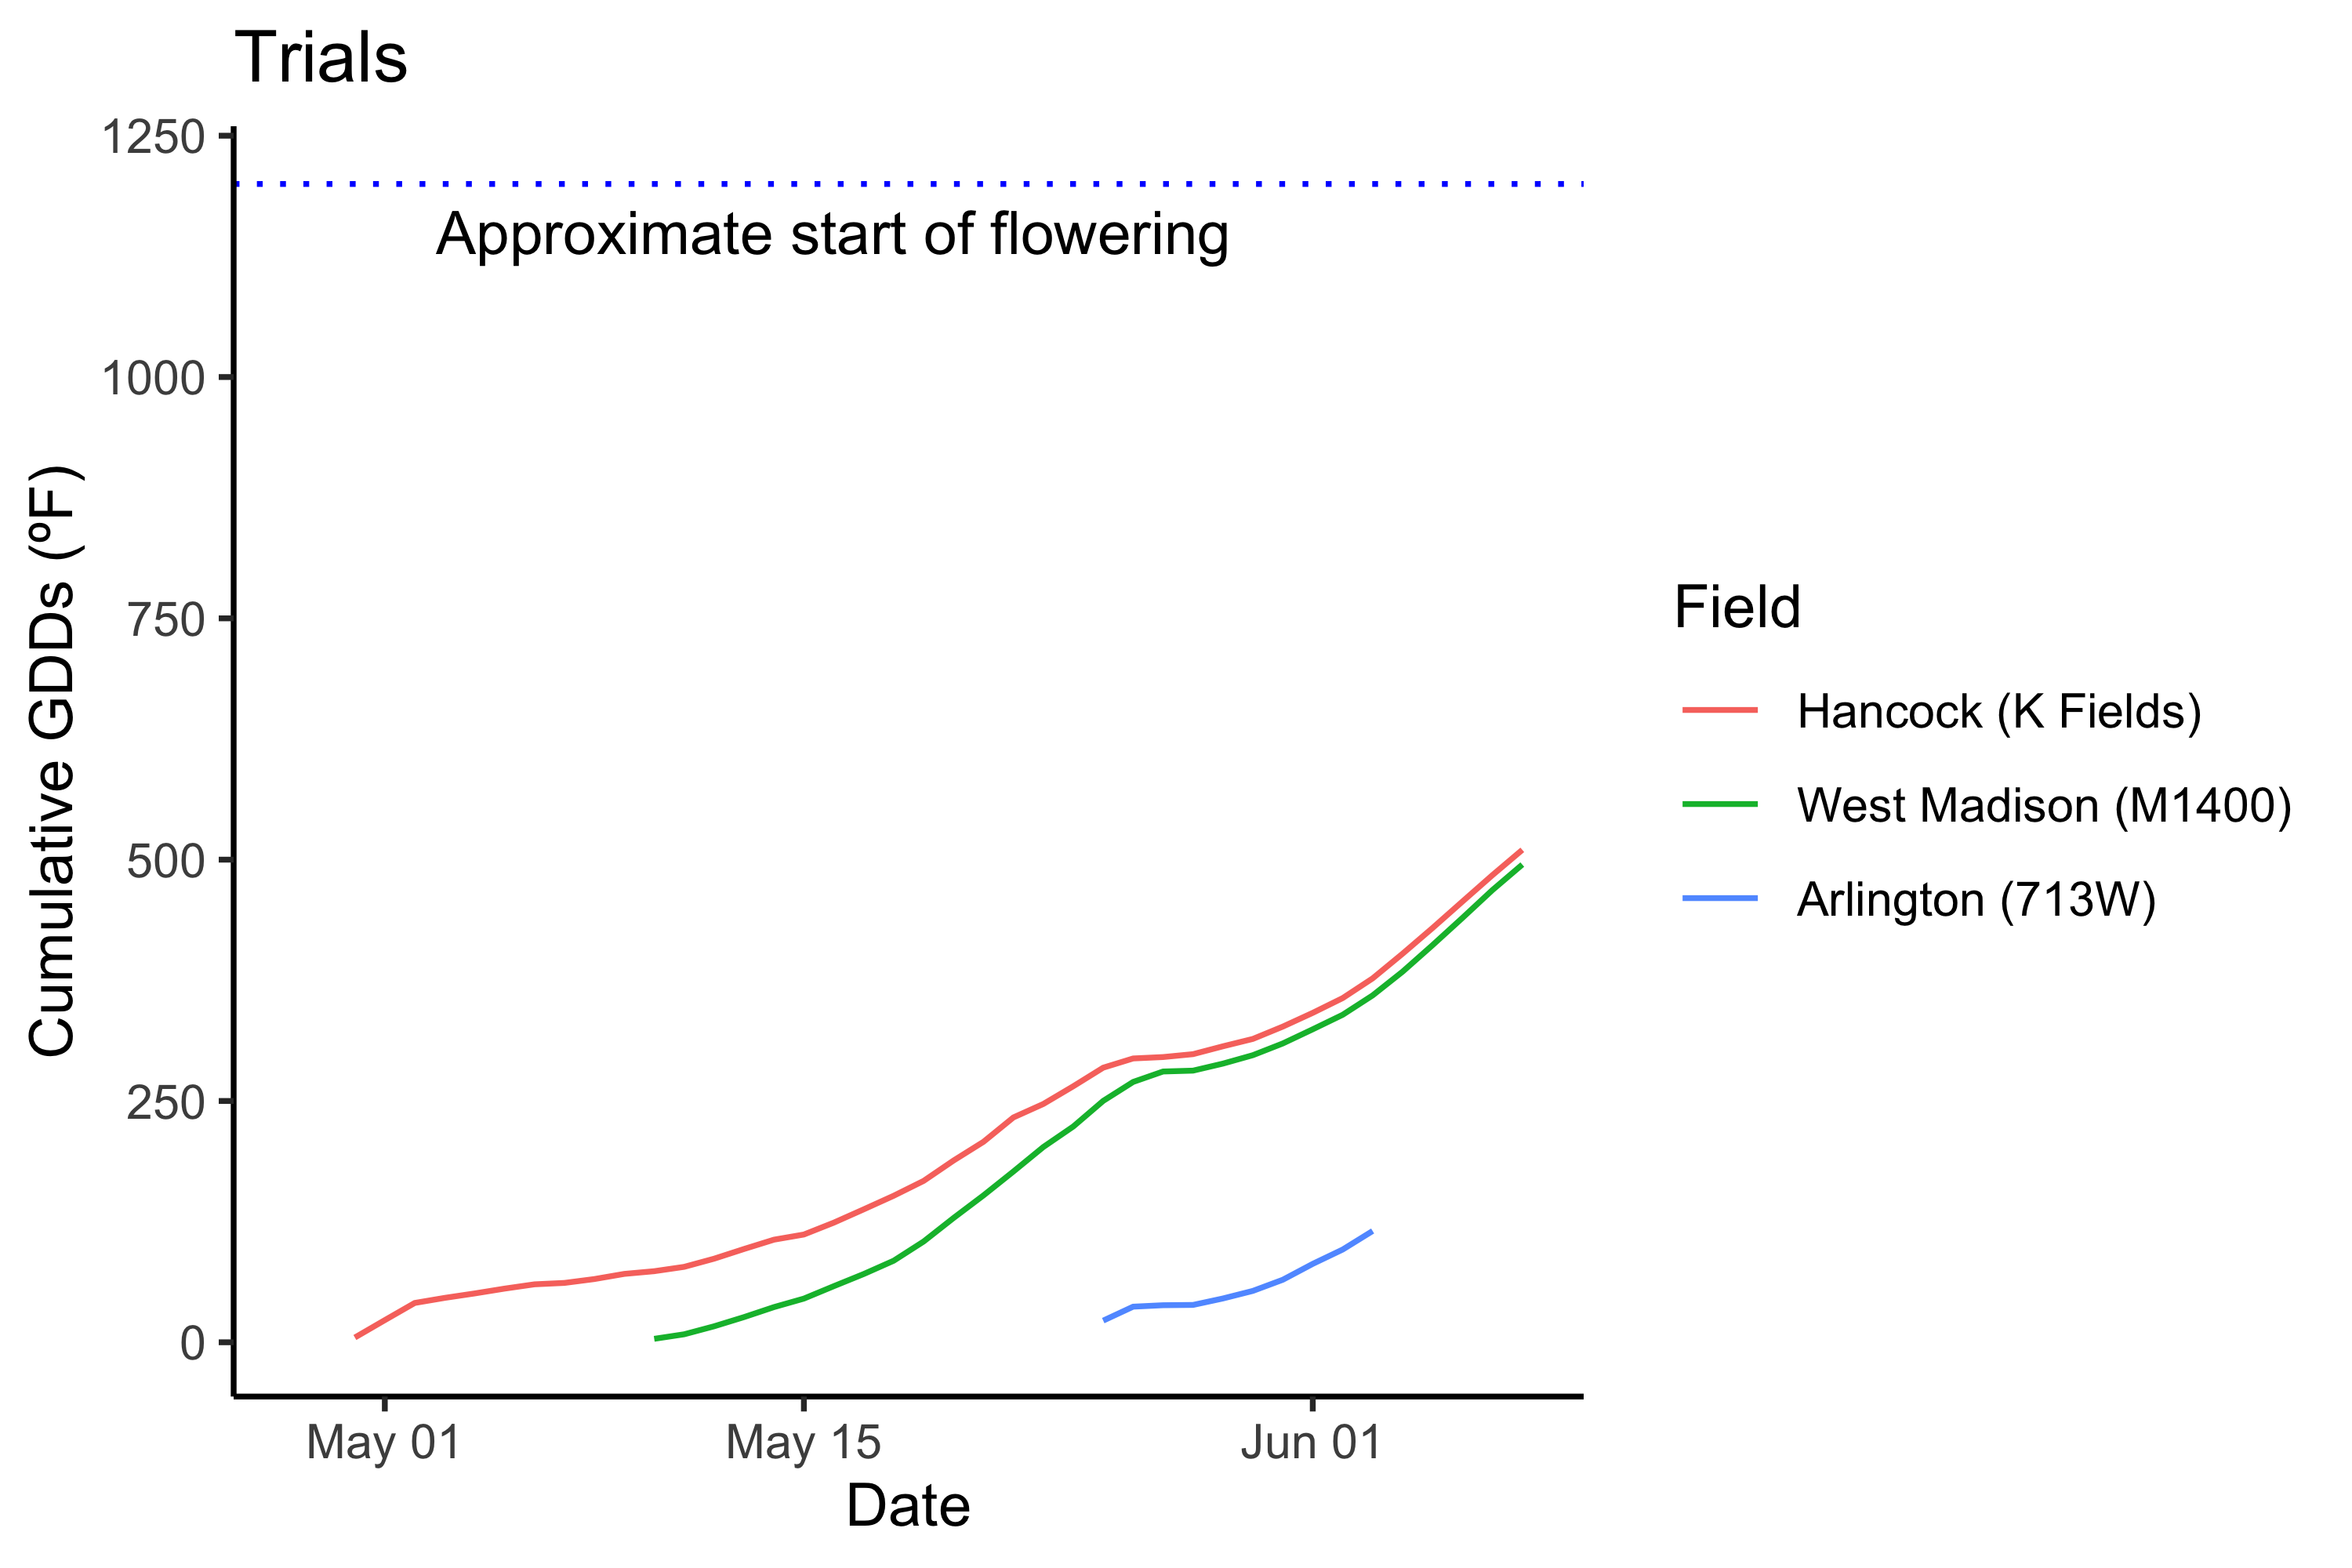 Trials
1250
Approximate start of flowering
1000
750
500
250
0
Cumulative GDDs (ºF)
May 01
May 15
Jun 01
Date
Field
Hancock (K Fields)
West Madison (M1400)
Arlington (713W)